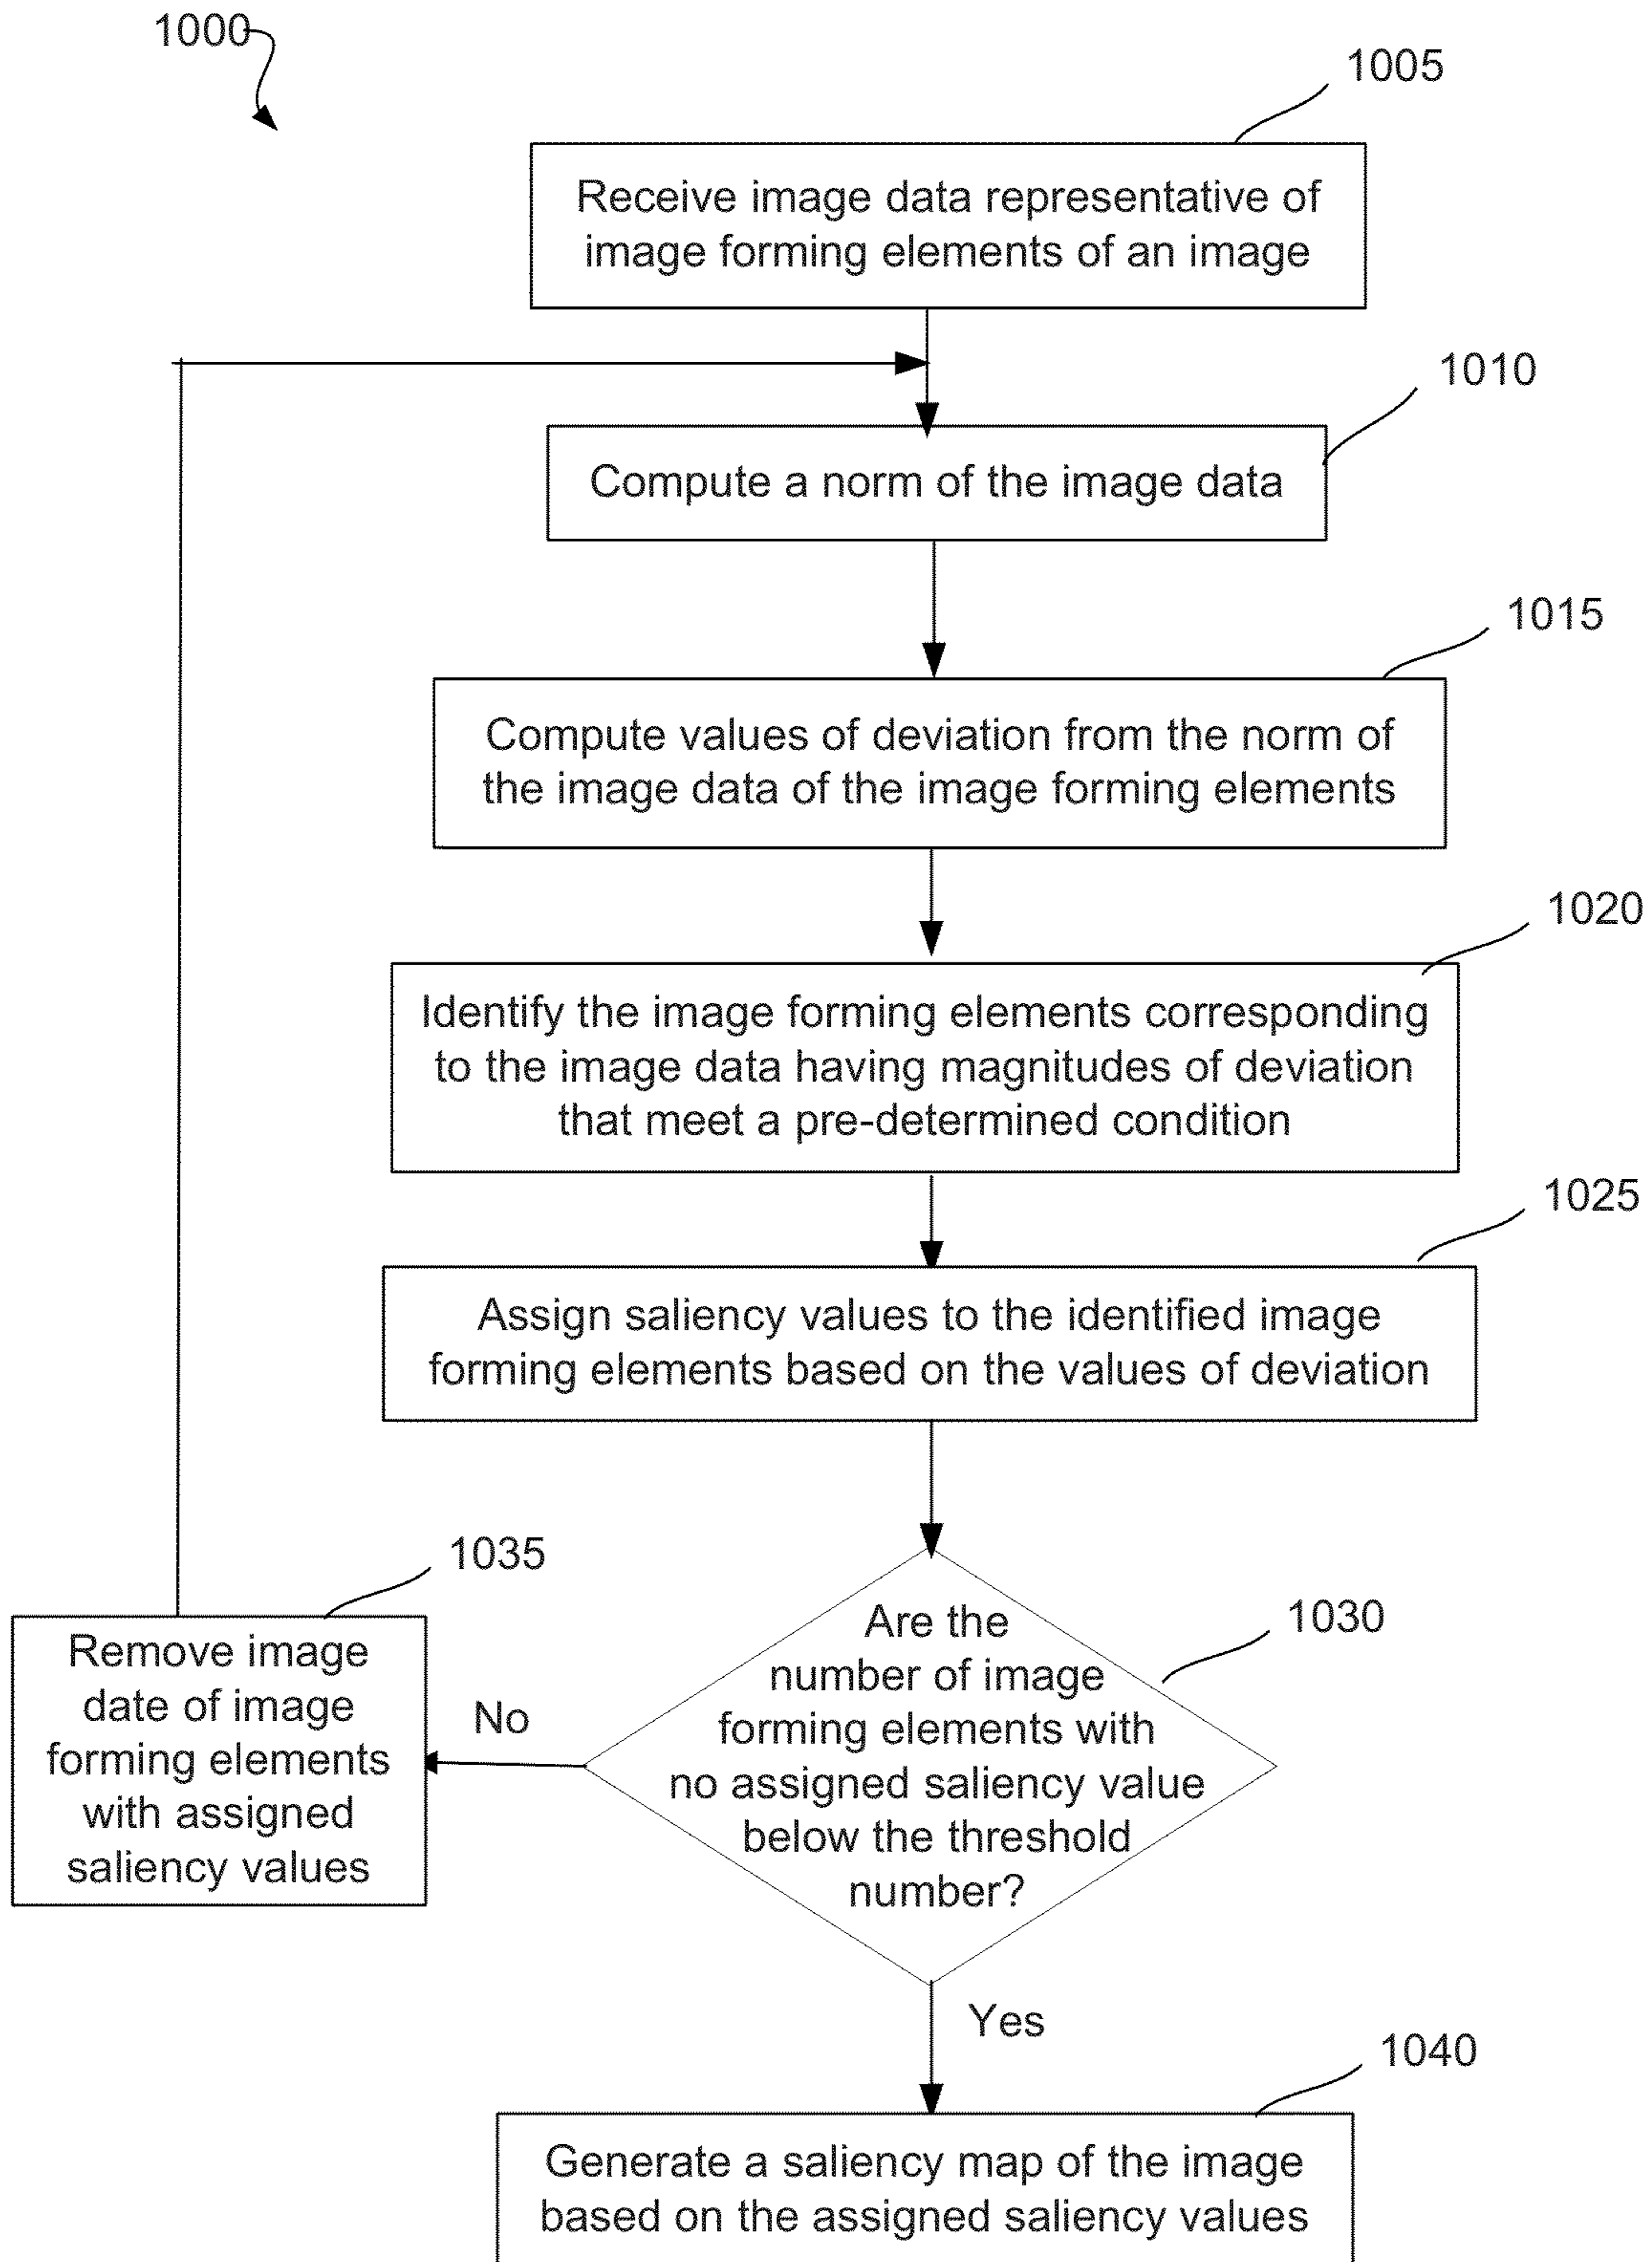 1000
1005
Receive image data representative of
image forming elements of an image
1010
Compute a norm of the image data
1015
Compute values of deviation from the norm of
the image data of the image forming elements
1020
Identify the image forming elements corresponding
to the image data having magnitudes of deviation
that meet a pre-determined condition
1025
Assign saliency values to the identified image
forming elements based on the values of deviation
1030
Are the
number of image
forming elements with
no assigned saliency value
below the threshold
number?
No
1035
Remove image
date of image
forming elements
with assigned
saliency values
Yes
1040
Generate a saliency map of the image
based on the assigned saliency values